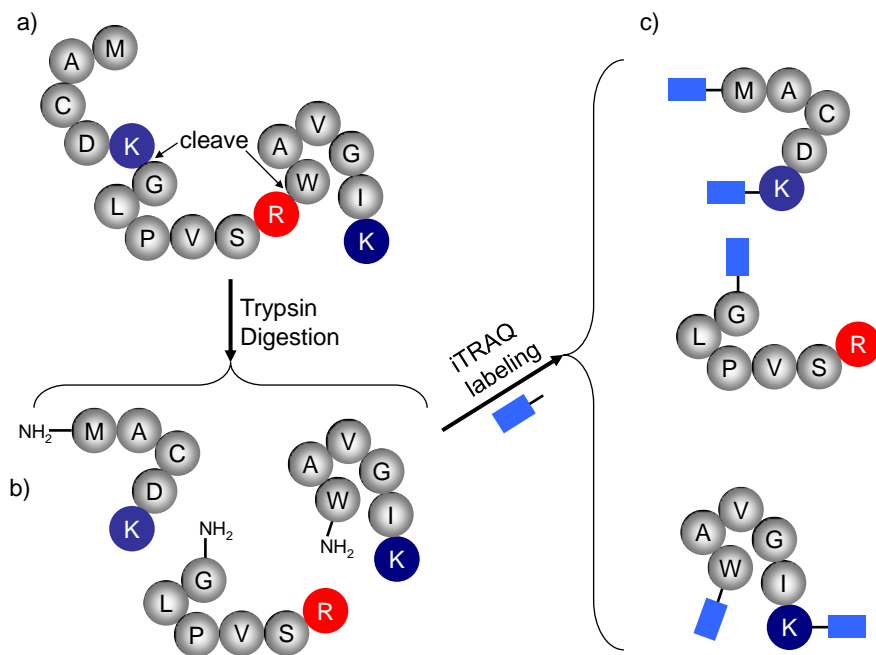 a)
M
A
C
D
K
cleave
G
L
P
V
S
R
W
A
V
G
I
K
Trypsin
Digestion
b)
NH2
M
A
C
D
K
NH2
G
L
P
V
S
R
NH2
W
A
V
G
I
K
iTRAQ
labeling
c)
M
A
C
D
K
G
L
P
V
S
R
W
A
V
G
I
K